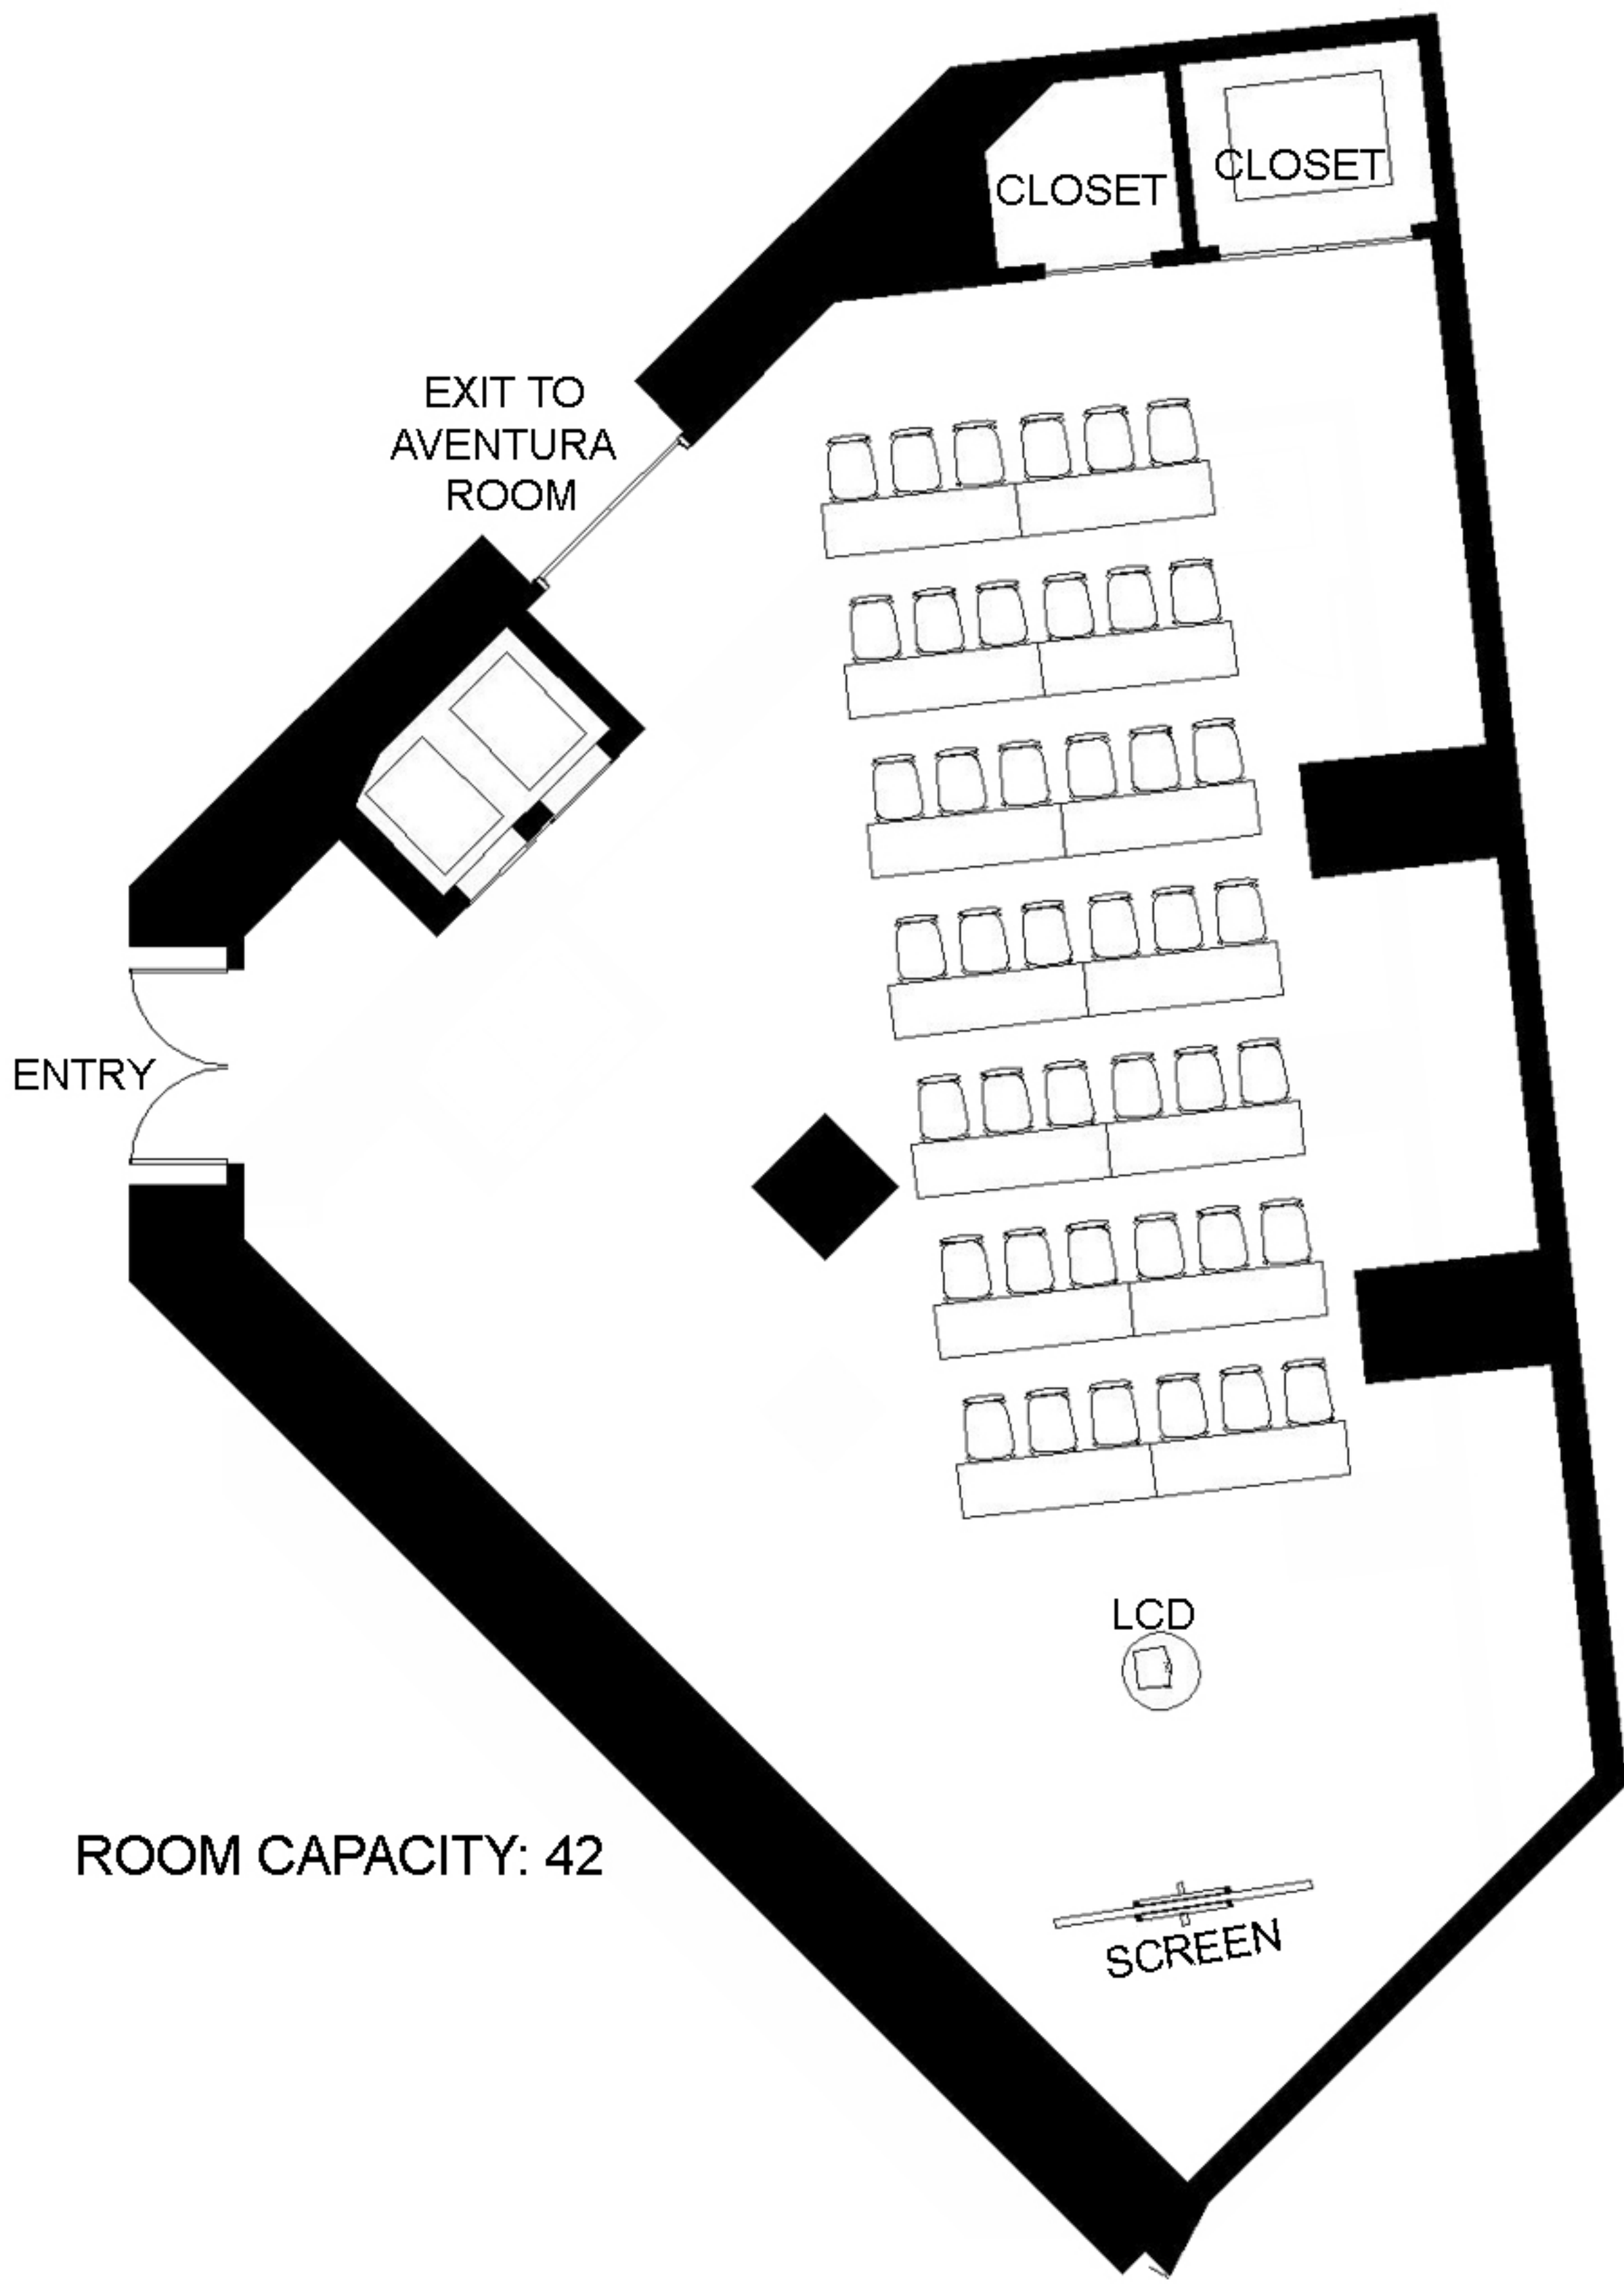 CLOSET
CLOSET
EXIT TO
AVENTURA
ROOM
ENTRY
LCD
ROOM CAPACITY: 42
SCREEN